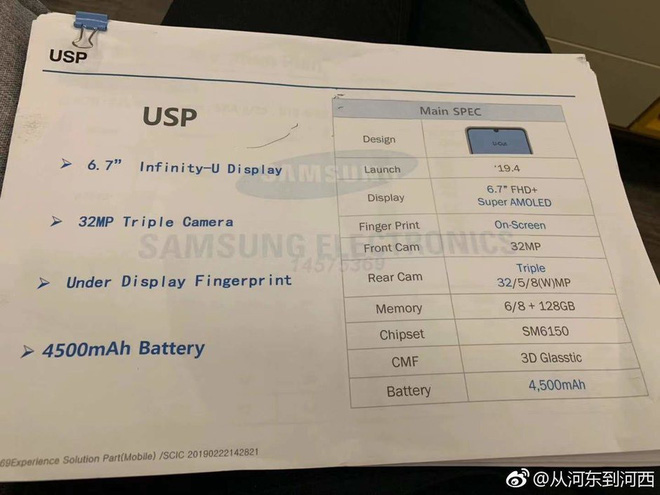 USP
USP
6.7" Infinity-U Display
32MP Triple Camera
Under Display Fingerprint
4500mAh Battery
SAMSUNG
SAMSUNG ELECTRONICS
14575369
Main SPEC
Design
Launch '19.4
Display 6.7" FHD+
Super AMOLED
Finger Print On-Screen
Front Cam 32MP
Rear Cam Triple
32/5/8(W)MP
Memory 6/8 + 128GB
Chipset SM6150
CMF 3D Glasstic
Battery 4,500mAh
69Experience Solution Part(Mobile) /SCIC 20190222142821
@从河东到河西